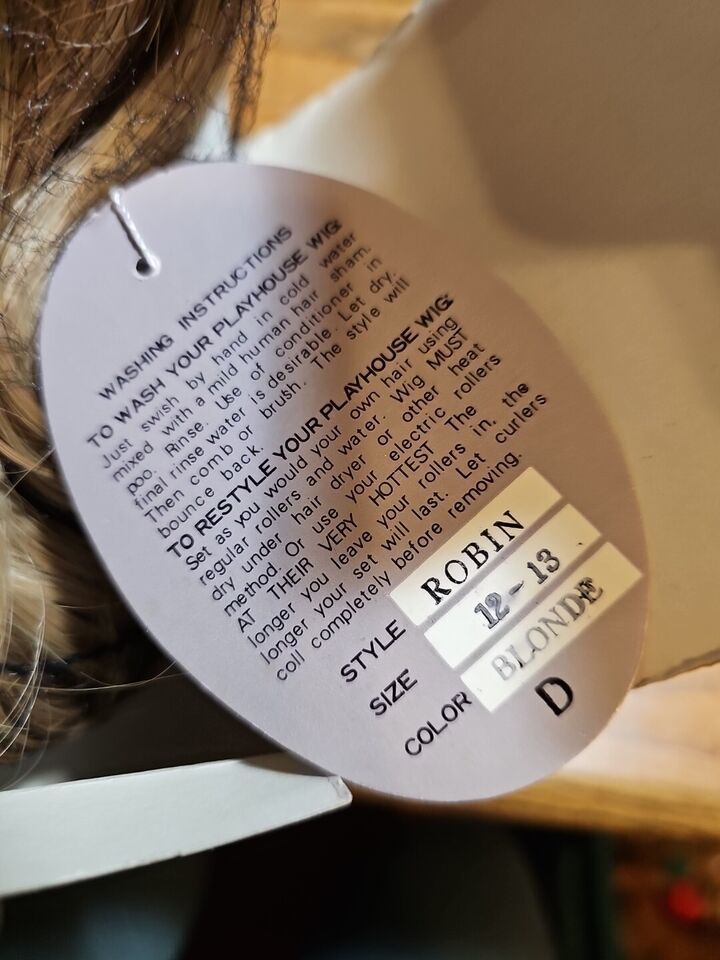 WASHING INSTRUCTIONS
TO WASH YOUR PLAYHOUSE WIG:
Just swish by hand in cold water
mixed with a mild human hair sham.
poo. Rinse. Use of conditioner in
final rinse water is desirable. Let dry.
Then comb or brush. The style will
bounce back.
TO RESTYLE YOUR PLAYHOUSE WIG:
Set as you would your own hair using
regular rollers and water. Wig MUST
dry under hair dryer or other heat
method. Or use your electric rollers
AT THEIR VERY HOTTEST The
longer you leave your rollers in, the
longer your set will last. Let curlers
coll completely before removing.
STYLE ROBIN
SIZE 12-13
COLOR BLONDE
D